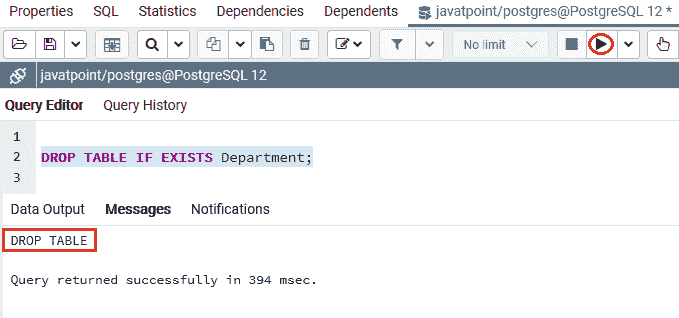 Properties SQL Statistics Dependencies Dependents javatpoint/postgres@PostgreSQL 12 *
No limit
javatpoint/postgres@PostgreSQL 12
Query Editor Query History
1
2 DROP TABLE IF EXISTS Department;
3
Data Output Messages Notifications
DROP TABLE
Query returned successfully in 394 msec.